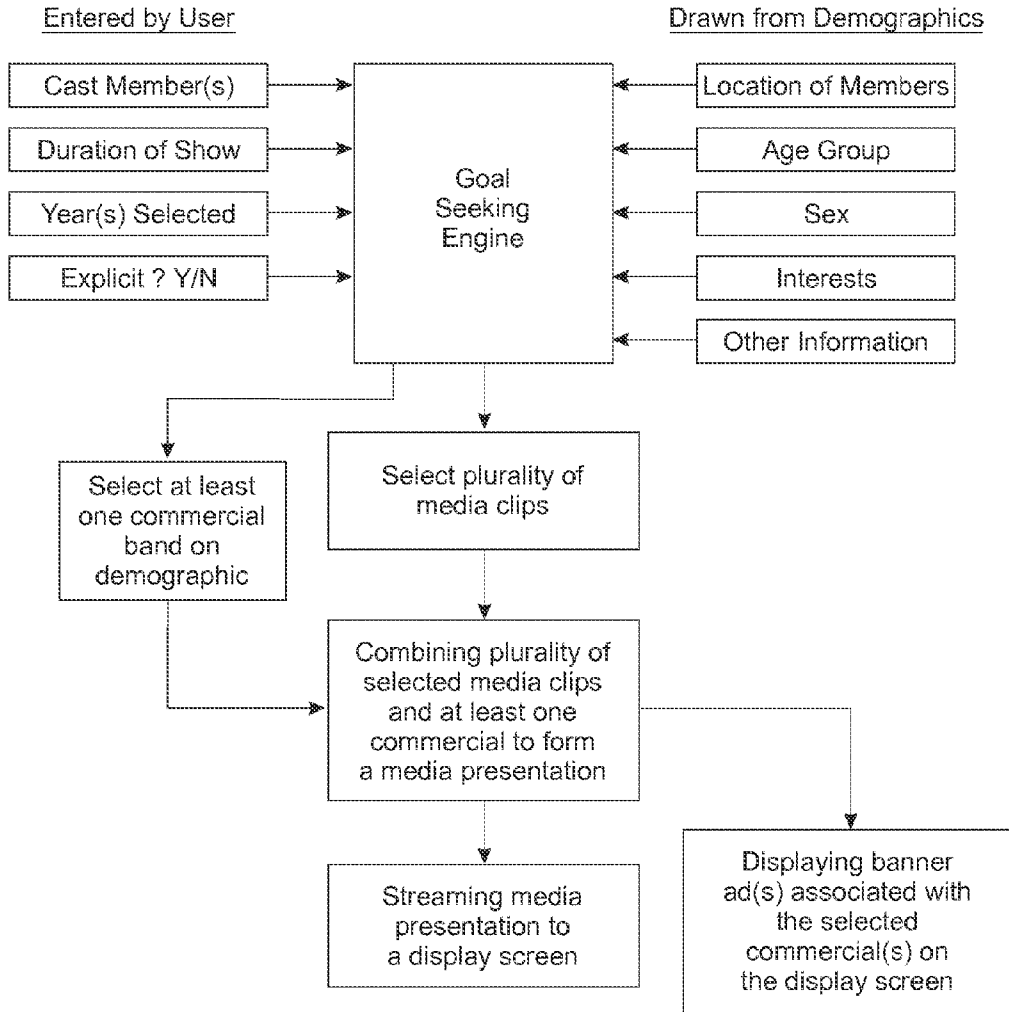 Entered by User
Drawn from Demographics
Cast Member(s)
Duration of Show
Year(s) Selected
Explicit ? Y/N
Goal
Seeking
Engine
Location of Members
Age Group
Sex
Interests
Other Information
Select at least
one commercial
band on
demographic
Select plurality of
media clips
Combining plurality of
selected media clips
and at least one
commercial to form
a media presentation
Streaming media
presentation to
a display screen
Displaying banner
ad(s) associated with
the selected
commercial(s) on
the display screen